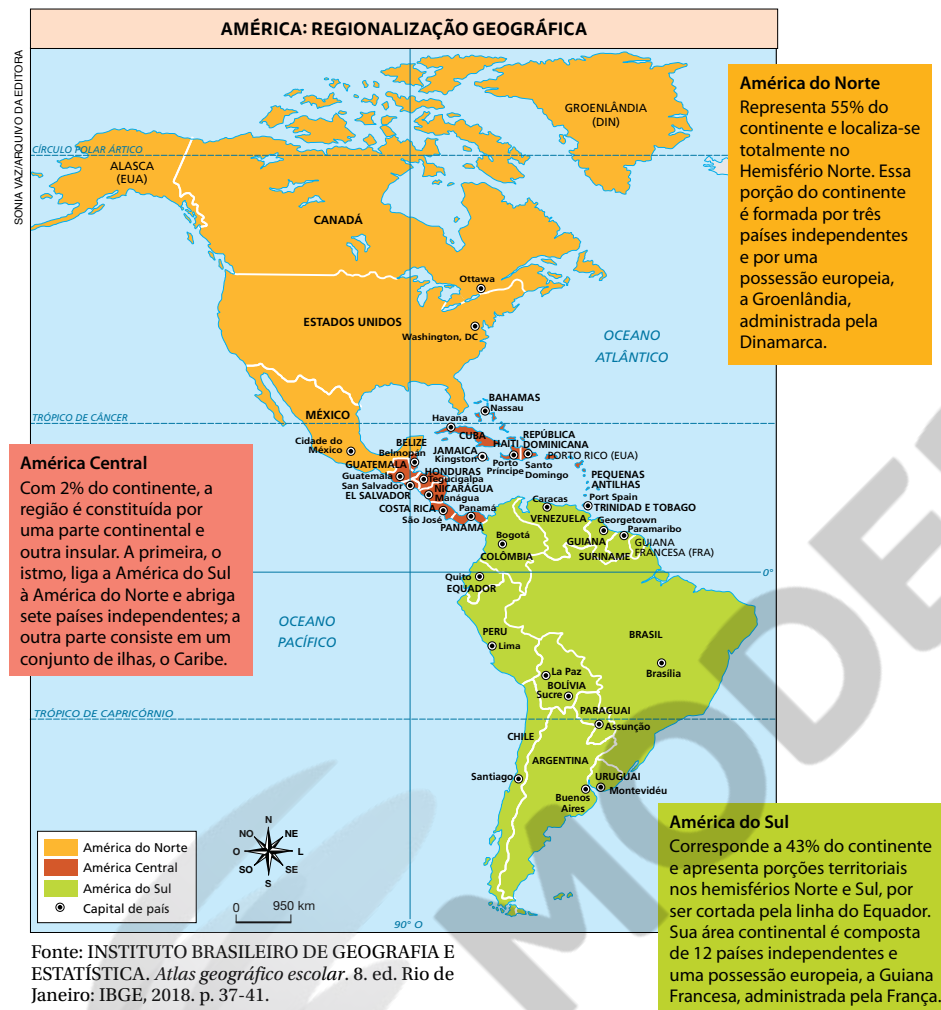 AMÉRICA: REGIONALIZAÇÃO GEOGRÁFICA
SONIA VAZ/ARQUIVO DA EDITORA
América do Norte
Representa 55% do
continente e localiza-se
totalmente no
Hemisfério Norte. Essa
porção do continente
é formada por três
países independentes
e por uma
possessão europeia,
a Groenlândia,
administrada pela
Dinamarca.
GROENLÂNDIA
(DIN)
CÍRCULO POLAR ÁRTICO
ALASCA
(EUA)
CANADÁ
Ottawa
ESTADOS UNIDOS
Washington, DC
OCEANO
ATLÂNTICO
TRÓPICO DE CÂNCER
MÉXICO
Cidade do
México
BAHAMAS
Nassau
Havana
CUBA
HAITI
REPÚBLICA
DOMINICANA
PORTO RICO (EUA)
JAMAICA
Kingston
Porto
Príncipe
Santo
Domingo
BELIZE
Belmopán
GUATEMALA
Guatemala
HONDURAS
Tegucigalpa
San Salvador
EL SALVADOR
NICARÁGUA
Manágua
COSTA RICA
São José
Panamá
PANAMÁ
PEQUENAS
ANTILHAS
Port Spain
TRINIDAD E TOBAGO
América Central
Com 2% do continente, a
região é constituída por
uma parte continental e
outra insular. A primeira, o
istmo, liga a América do Sul
à América do Norte e abriga
sete países independentes; a
outra parte consiste em um
conjunto de ilhas, o Caribe.
Caracas
VENEZUELA
Georgetown
Paramaribo
GUIANA
SURINAME
GUIANA
FRANCESA (FRA)
Bogotá
COLÔMBIA
0°
Quito
EQUADOR
OCEANO
PACÍFICO
PERU
Lima
BRASIL
Brasília
La Paz
BOLÍVIA
Sucre
TRÓPICO DE CAPRICÓRNIO
PARAGUAI
Assunção
CHILE
ARGENTINA
Santiago
URUGUAI
Montevidéu
Buenos
Aires
América do Sul
Corresponde a 43% do continente
e apresenta porções territoriais
nos hemisférios Norte e Sul, por
ser cortada pela linha do Equador.
Sua área continental é composta
de 12 países independentes e
uma possessão europeia, a Guiana
Francesa, administrada pela França.
América do Norte
América Central
América do Sul
Capital de país
N
NE
L
SE
S
SO
O
NO
0 950 km
90° O
Fonte: INSTITUTO BRASILEIRO DE GEOGRAFIA E
ESTATÍSTICA. Atlas geográfico escolar. 8. ed. Rio de
Janeiro: IBGE, 2018. p. 37-41.
MODE